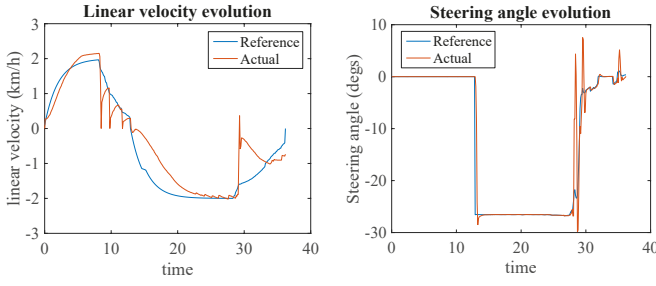 Linear velocity evolution
3
2
1
0
-1
-2
-3
linear velocity (km/h)
Reference
Actual
0
10
20
30
40
time
Steering angle evolution
10
0
-10
-20
-30
Steering angle (degs)
Reference
Actual
0
10
20
30
40
time